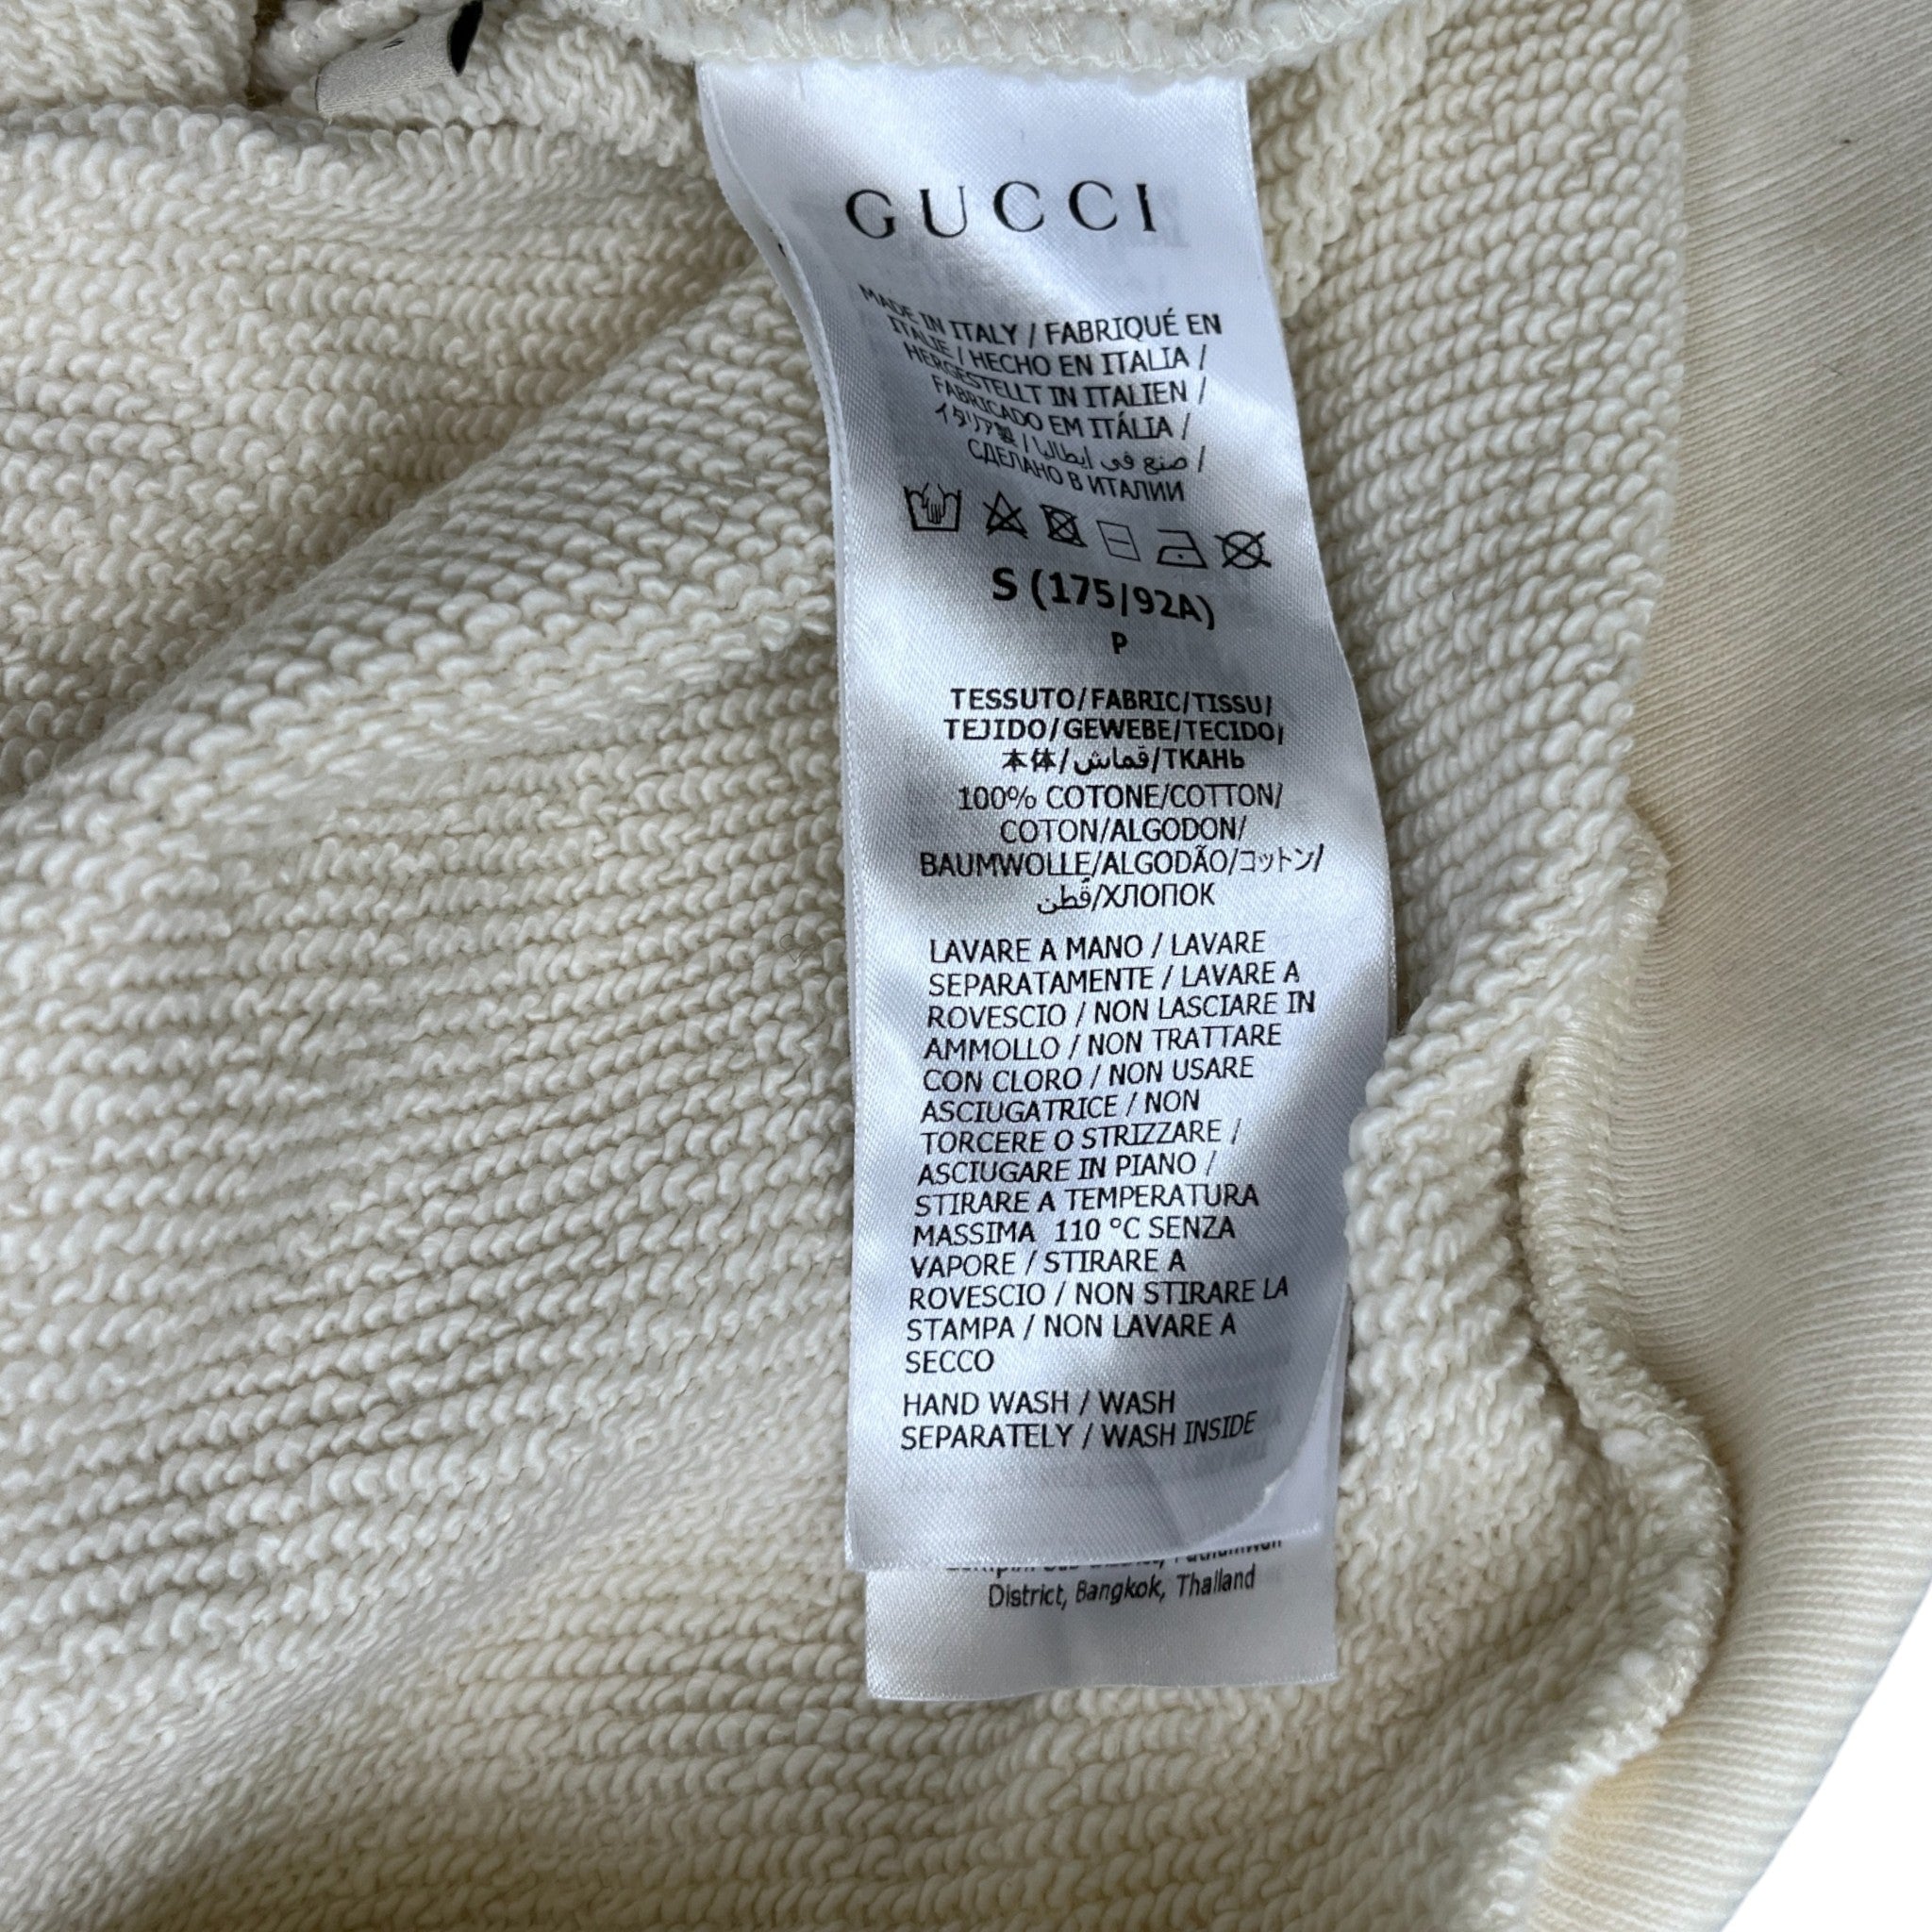 GUCCI
MADE IN ITALY / FABRIQUÉ EN
ITALIE / HECHO EN ITALIA /
HERGESTELLT IN ITALIEN /
FABRICADO EM ITÁLIA /
イタリア製 / صنع في ايطاليا /
СДЕЛАНО В ИТАЛИИ
S (175/92A)
P
TESSUTO/FABRIC/TISSU/
TEJIDO/GEWEBE/TECIDO/
本体/قماش/ТКАНЬ
100% COTONE/COTTON/
COTON/ALGODON/
BAUMWOLLE/ALGODÃO/コットン/
قطن/ХЛОПОК
LAVARE A MANO / LAVARE
SEPARATAMENTE / LAVARE A
ROVESCIO / NON LASCIARE IN
AMMOLLO / NON TRATTARE
CON CLORO / NON USARE
ASCIUGATRICE / NON
TORCERE O STRIZZARE /
ASCIUGARE IN PIANO /
STIRARE A TEMPERATURA
MASSIMA 110 °C SENZA
VAPORE / STIRARE A
ROVESCIO / NON STIRARE LA
STAMPA / NON LAVARE A
SECCO
HAND WASH / WASH
SEPARATELY / WASH INSIDE
District, Bangkok, Thailand